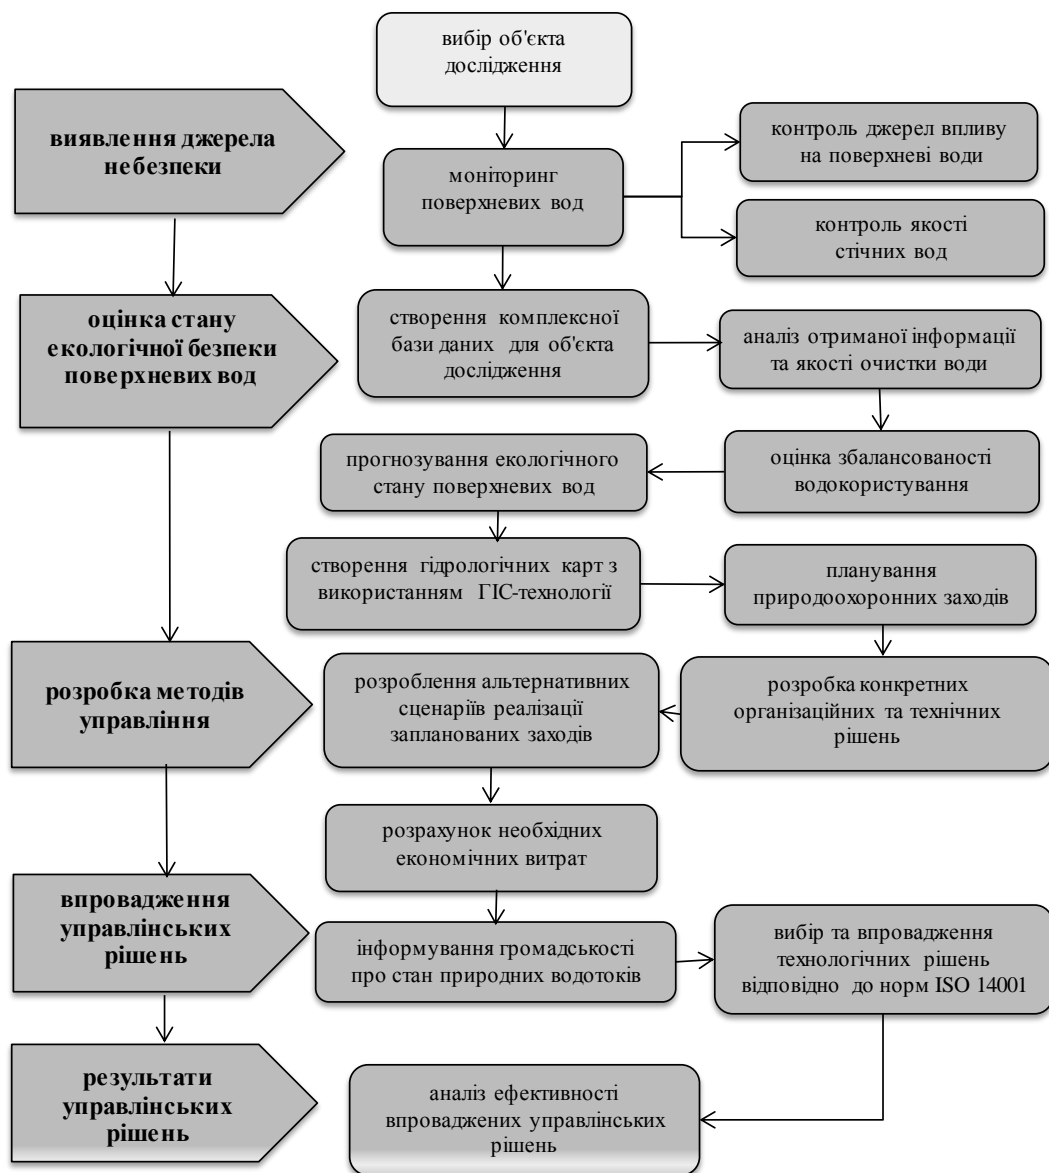 вибір об'єкта
дослідження
виявлення джерела
небезпеки
моніторинг
поверхневих вод
контроль джерел впливу
на поверхневі води
контроль якості
стічних вод
оцінка стану
екологічної безпеки
поверхневих вод
створення комплексної
бази даних для об'єкта
дослідження
аналіз отриманої інформації
та якості очистки води
прогнозування екологічного
стану поверхневих вод
оцінка збалансованості
водокористування
створення гідрологічних карт з
використанням ГІС-технології
планування
природоохоронних заходів
розробка методів
управління
розроблення альтернативних
сценаріїв реалізації
запланованих заходів
розробка конкретних
організаційних та технічних
рішень
розрахунок необхідних
економічних витрат
впровадження
управлінських
рішень
інформування громадськості
про стан природних водотоків
вибір та впровадження
технологічних рішень
відповідно до норм ISO 14001
результати
управлінських
рішень
аналіз ефективності
впроваджених управлінських
рішень